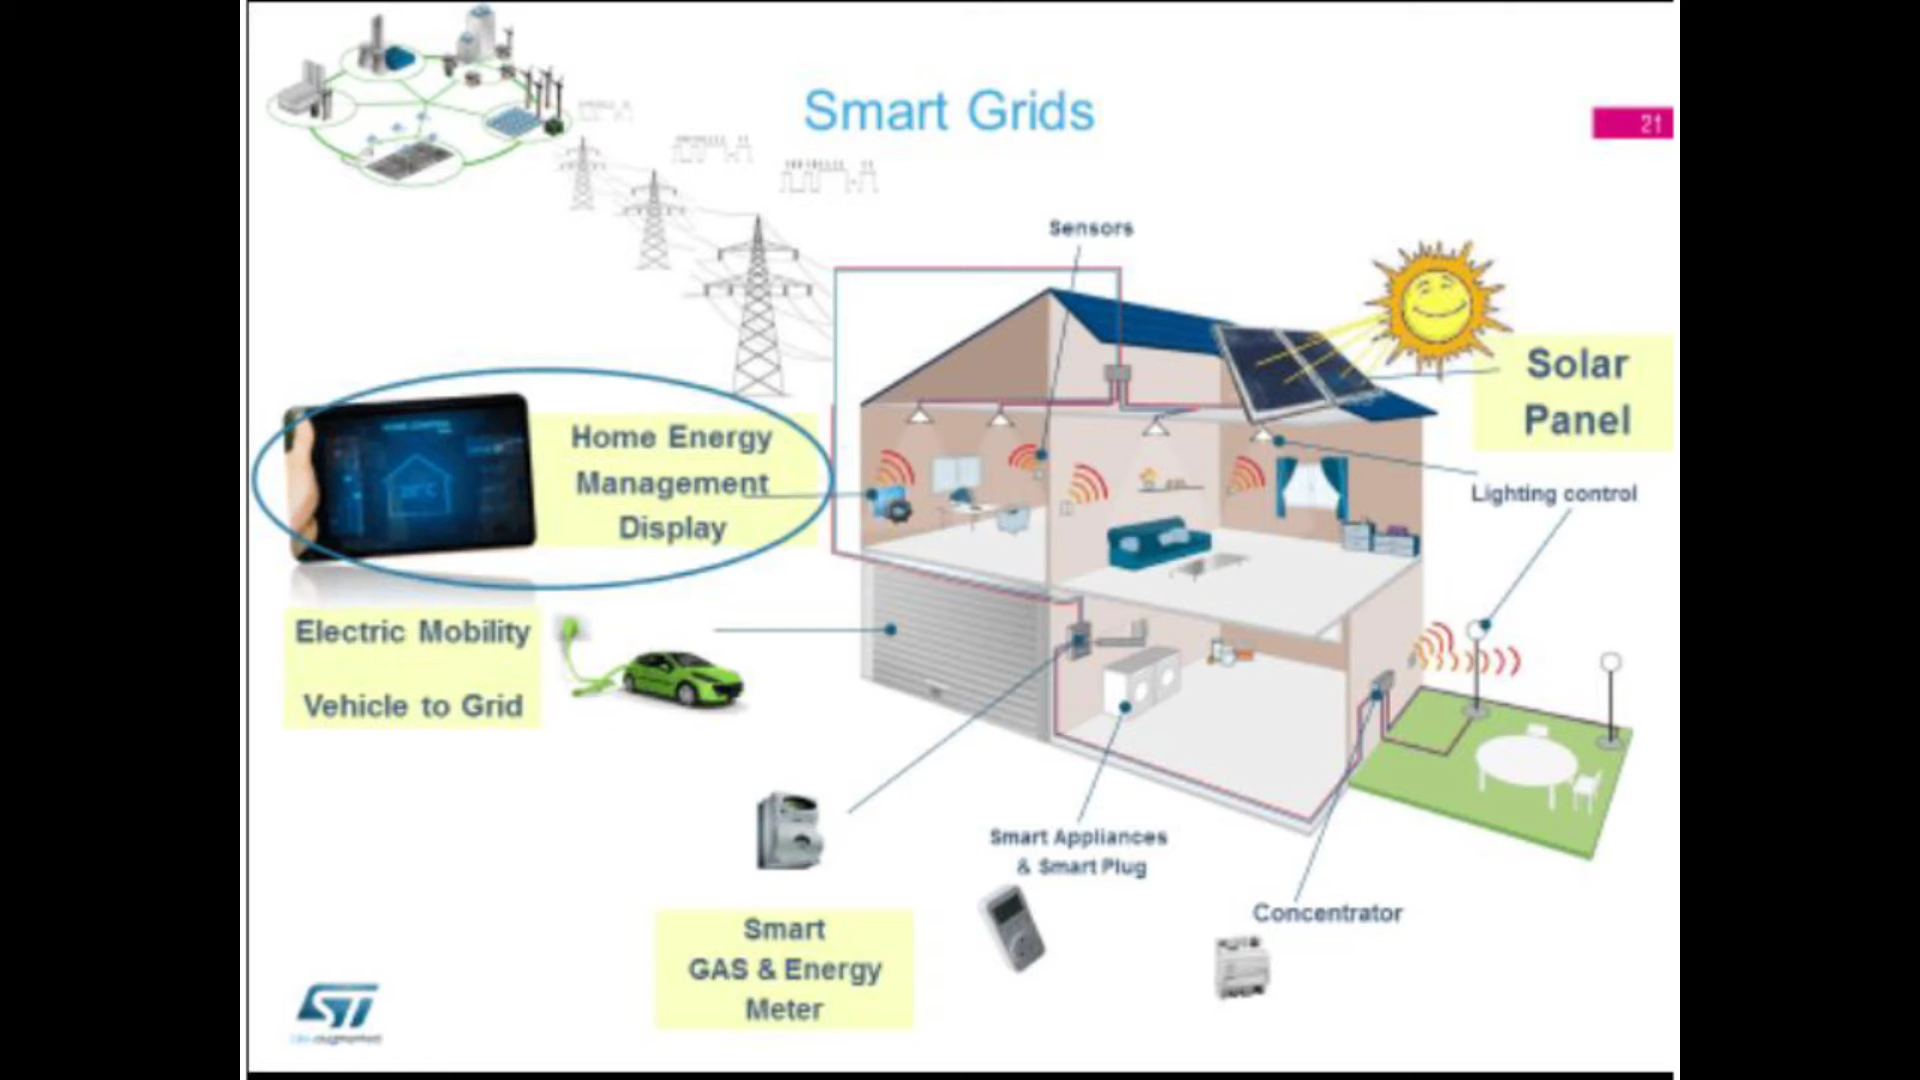 Smart Grids
21
Sensors
Solar
Panel
Home Energy
Management
Display
Lighting control
Electric Mobility
Vehicle to Grid
Smart Appliances
& Smart Plug
Concentrator
Smart
GAS & Energy
Meter
ST